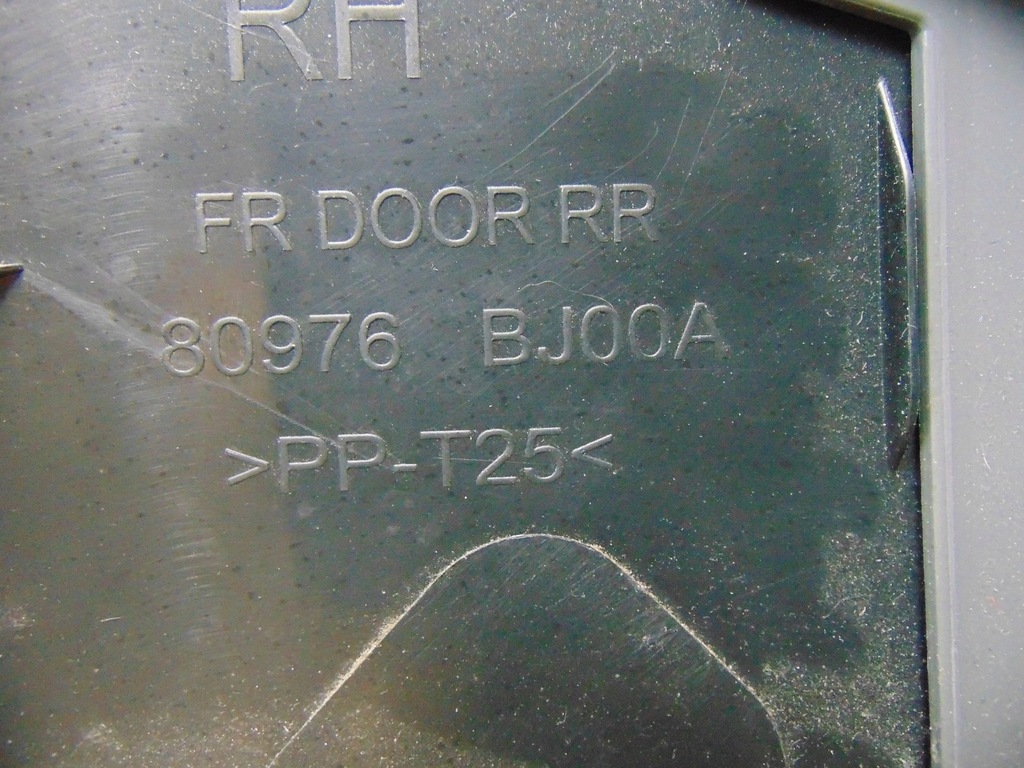 RH
FR DOOR RR
80976 BJ00A
>PP-T25<